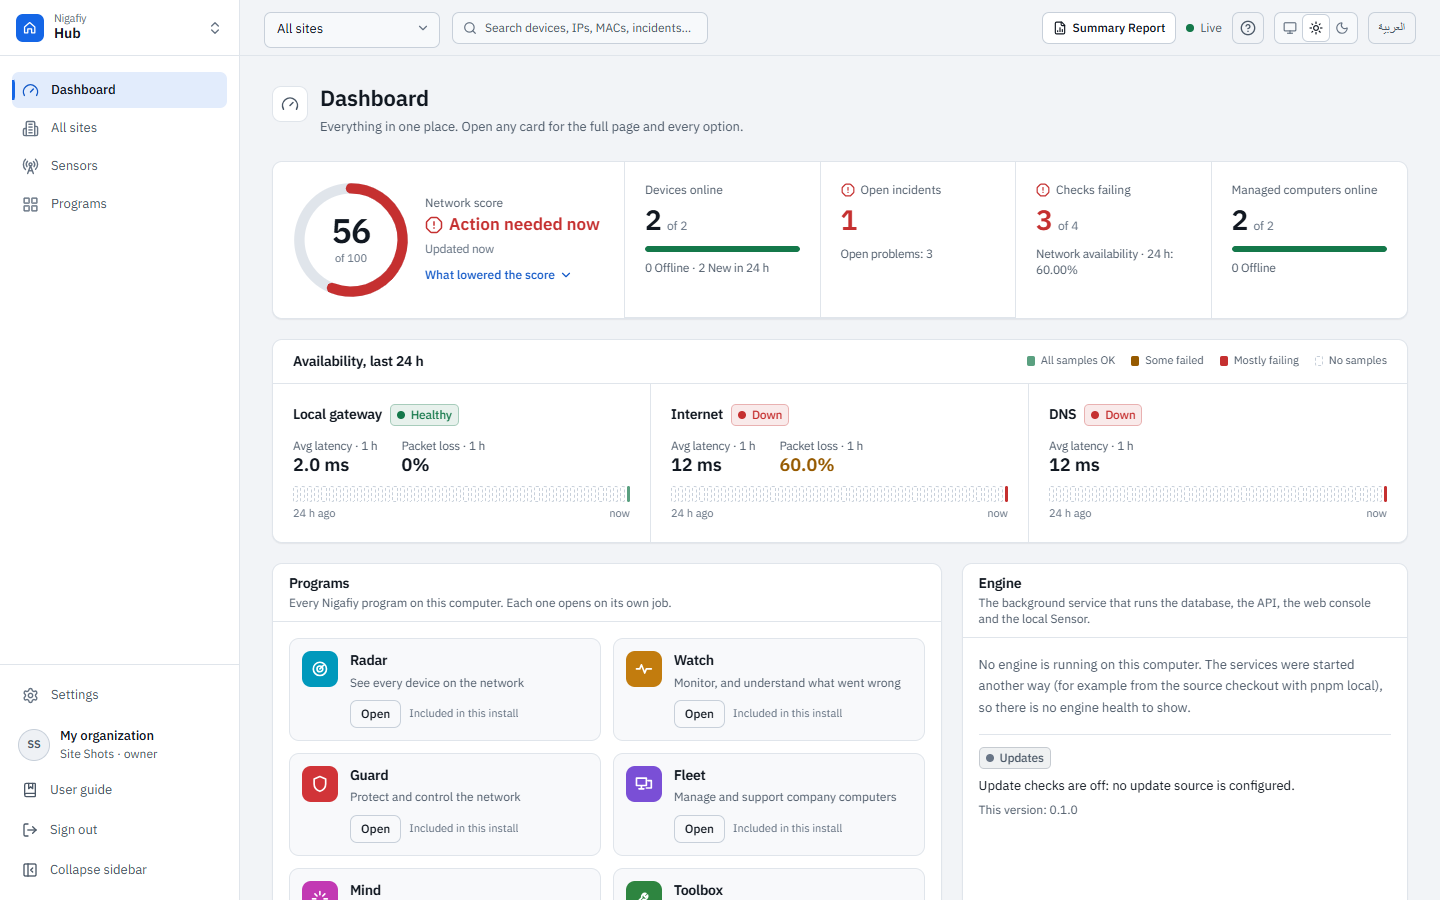 Nigafiy
Hub
All sites
Search devices, IPs, MACs, incidents...
Summary Report
Live
العربية
Dashboard
All sites
Sensors
Programs
Dashboard
Everything in one place. Open any card for the full page and every option.
56
of 100
Network score
Action needed now
Updated now
What lowered the score
Devices online
2 of 2
0 Offline · 2 New in 24 h
Open incidents
1
Open problems: 3
Checks failing
3 of 4
Network availability · 24 h:
60.00%
Managed computers online
2 of 2
0 Offline
Availability, last 24 h
All samples OK
Some failed
Mostly failing
No samples
Local gateway Healthy
Avg latency · 1 h Packet loss · 1 h
2.0 ms 0%
24 h ago now
Internet Down
Avg latency · 1 h Packet loss · 1 h
12 ms 60.0%
24 h ago now
DNS Down
Avg latency · 1 h
12 ms
24 h ago now
Programs
Every Nigafiy program on this computer. Each one opens on its own job.
Radar
See every device on the network
Open Included in this install
Watch
Monitor, and understand what went wrong
Open Included in this install
Guard
Protect and control the network
Open Included in this install
Fleet
Manage and support company computers
Open Included in this install
Mind
Toolbox
Engine
The background service that runs the database, the API, the web console
and the local Sensor.
No engine is running on this computer. The services were started
another way (for example from the source checkout with pnpm local),
so there is no engine health to show.
Updates
Update checks are off: no update source is configured.
This version: 0.1.0
Settings
SS
My organization
Site Shots · owner
User guide
Sign out
Collapse sidebar